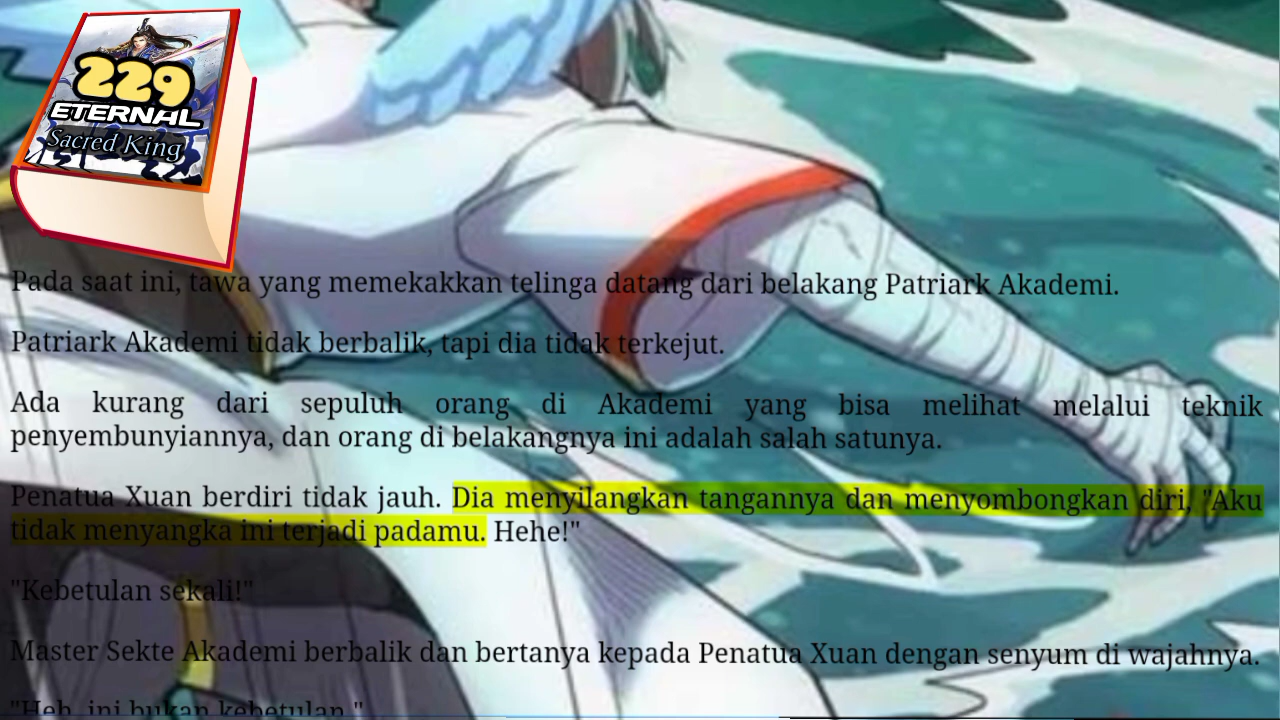 229
ETERNAL
Sacred King
Pada saat ini, tawa yang memekakkan telinga datang dari belakang Patriark Akademi.
Patriark Akademi tidak berbalik, tapi dia tidak terkejut.
Ada kurang dari sepuluh orang di Akademi yang bisa melihat melalui teknik
penyembunyiannya, dan orang di belakangnya ini adalah salah satunya.
Penatua Xuan berdiri tidak jauh. Dia menyilangkan tangannya dan menyombongkan diri, "Aku
tidak menyangka ini terjadi padamu. Hehe!"
"Kebetulan sekali!"
Master Sekte Akademi berbalik dan bertanya kepada Penatua Xuan dengan senyum di wajahnya.
"Heh, ini bukan kebetulan."